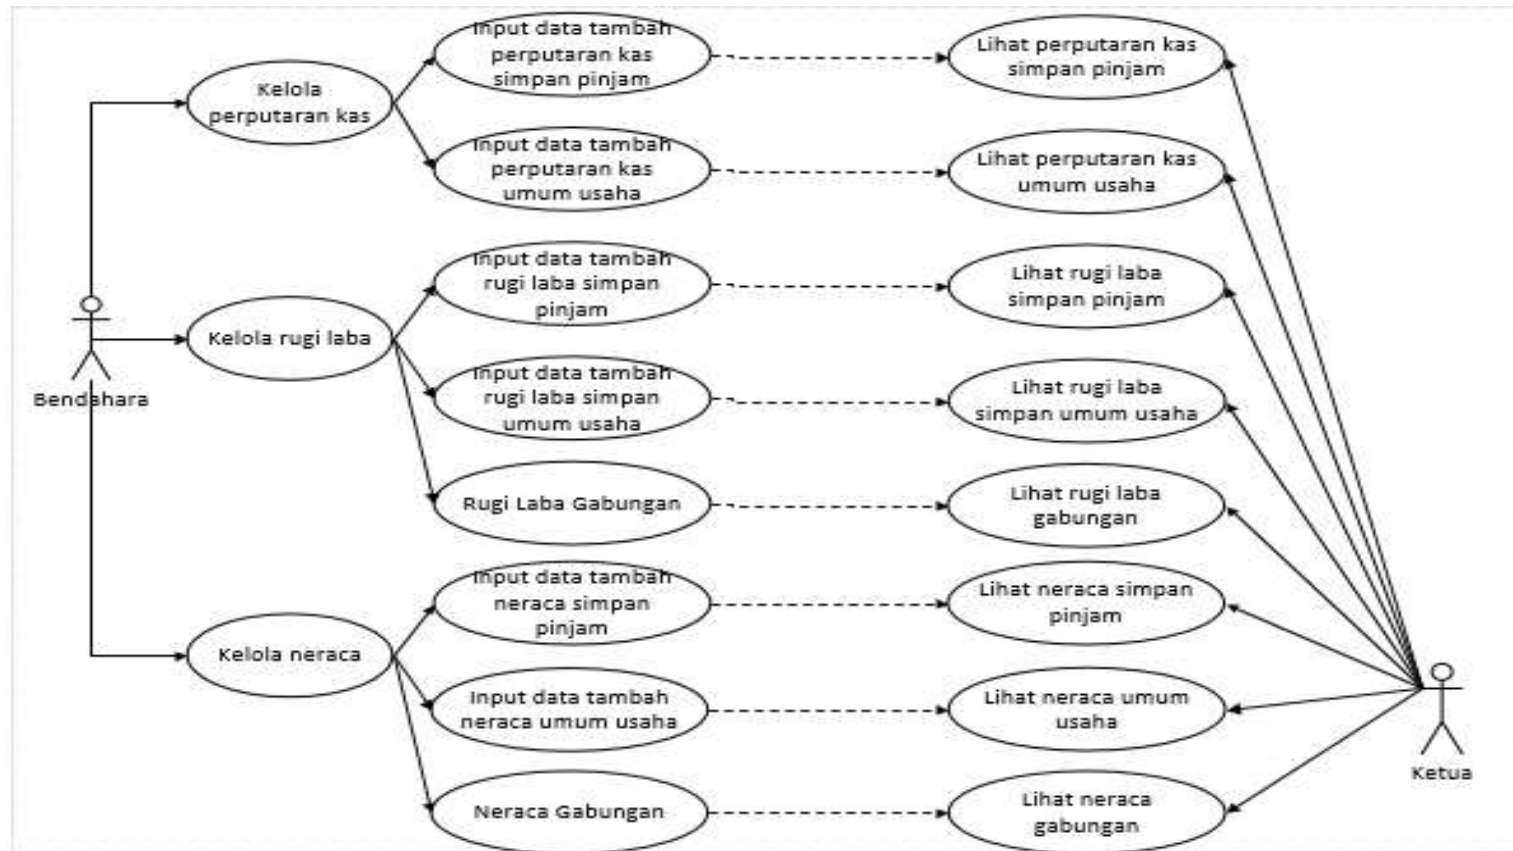 Input data tambah
perputaran kas
simpan pinjam
Lihat perputaran kas
simpan pinjam
Kelola
perputaran kas
Input data tambah
perputaran kas
umum usaha
Lihat perputaran kas
umum usaha
Input data tambah
rugi laba simpan
pinjam
Lihat rugi laba
simpan pinjam
Kelola rugi laba
Bendahara
Input data tambah
rugi laba simpan
umum usaha
Lihat rugi laba
simpan umum usaha
Rugi Laba Gabungan
Lihat rugi laba
gabungan
Input data tambah
neraca simpan
pinjam
Lihat neraca simpan
pinjam
Kelola neraca
Input data tambah
neraca umum usaha
Lihat neraca umum
usaha
Ketua
Neraca Gabungan
Lihat neraca
gabungan